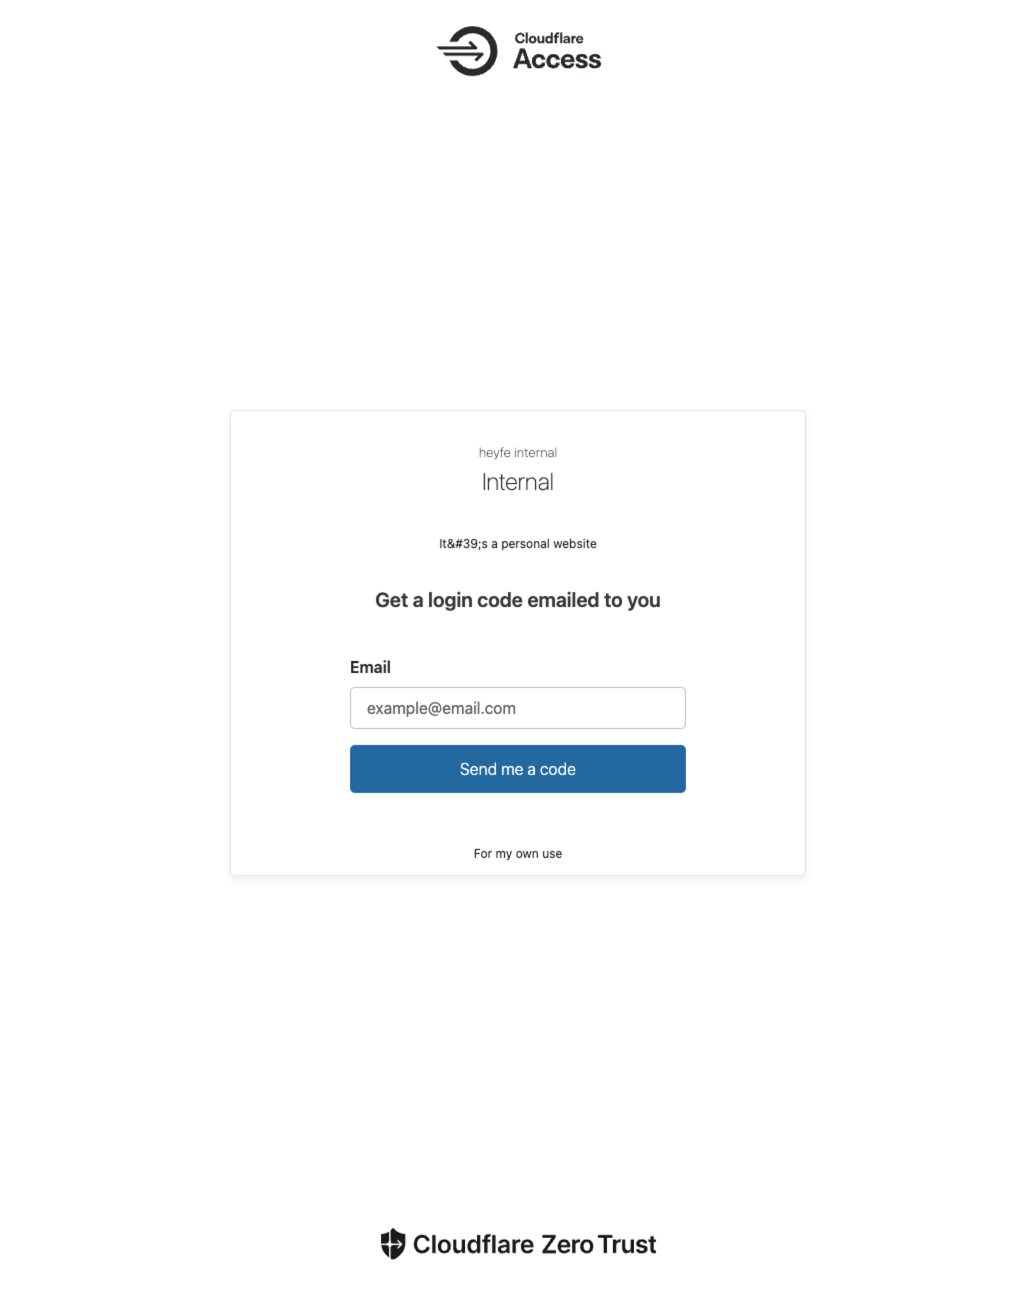 Cloudflare
Access
heyfe internal
Internal
It&#39;s a personal website
Get a login code emailed to you
Email
example@email.com
Send me a code
For my own use
Cloudflare Zero Trust